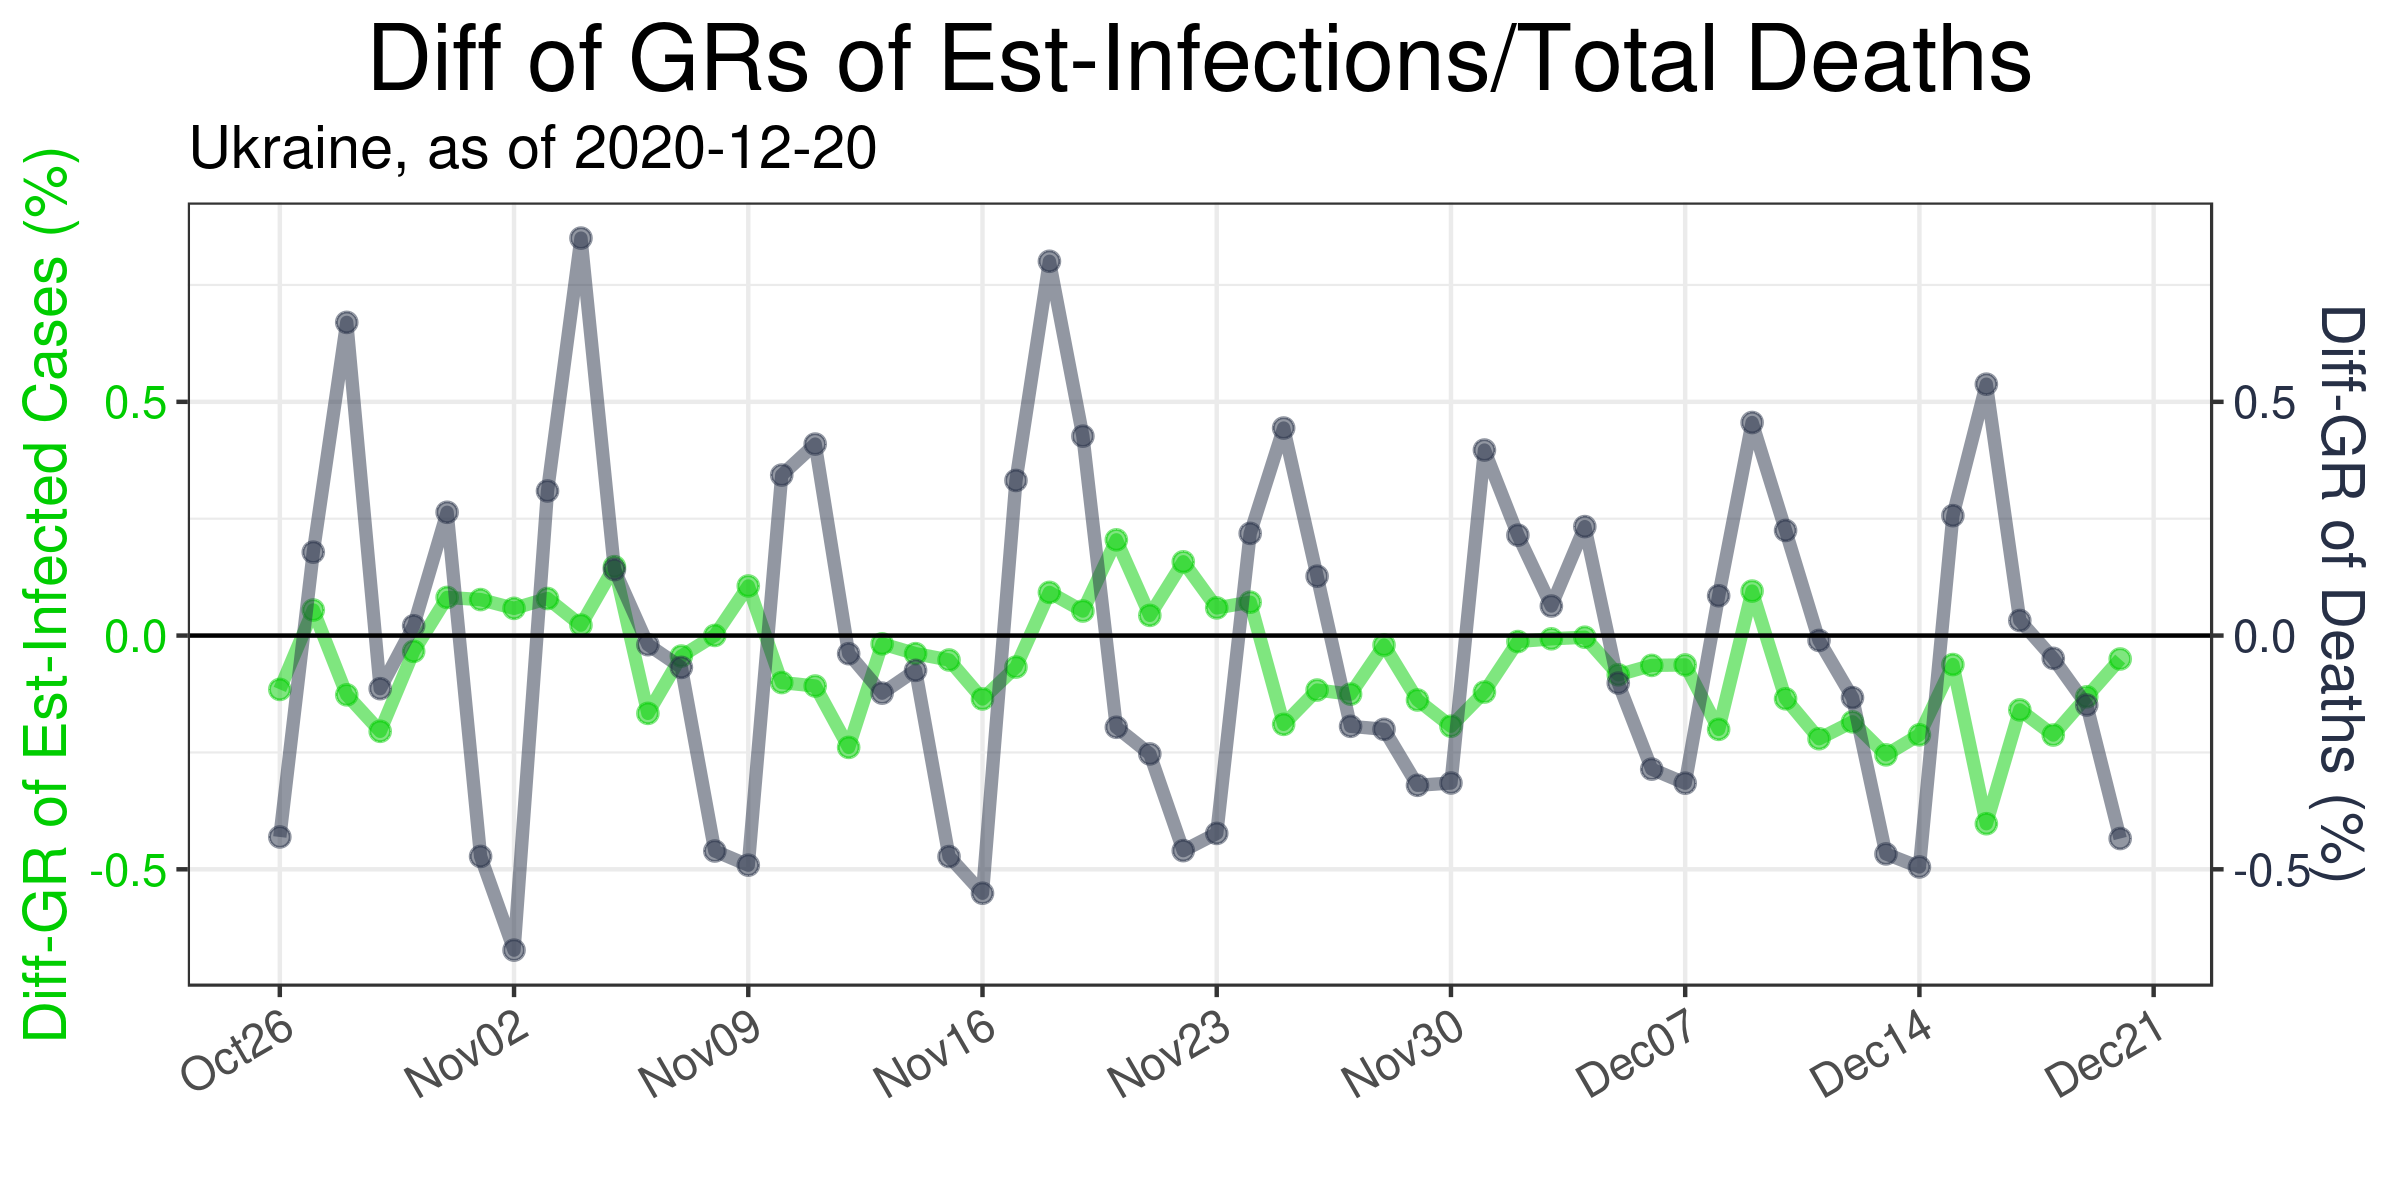 Diff of GRs of Est-Infections/Total Deaths
Ukraine, as of 2020-12-20
Diff-GR of Est-Infected Cases (%)
0.5
0.0
-0.5
0.5
0.0
-0.5
Diff-GR of Deaths (%)
Oct26
Nov02
Nov09
Nov16
Nov23
Nov30
Dec07
Dec14
Dec21